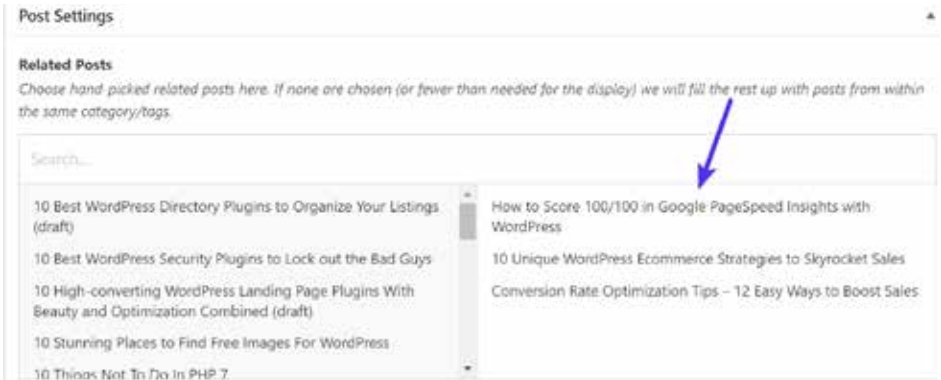 Post Settings
Related Posts
Choose hand picked related posts here. If none are chosen (or fewer than needed for the display) we will fill the rest up with posts from within
the same category/tags.
Search...
10 Best WordPress Directory Plugins to Organize Your Listings
(draft)
10 Best WordPress Security Plugins to Lock out the Bad Guys
10 High-converting WordPress Landing Page Plugins With
Beauty and Optimization Combined (draft)
10 Stunning Places to Find Free Images For WordPress
10 Things Not To Do In PHP 7
How to Score 100/100 in Google PageSpeed Insights with
WordPress
10 Unique WordPress Ecommerce Strategies to Skyrocket Sales
Conversion Rate Optimization Tips – 12 Easy Ways to Boost Sales